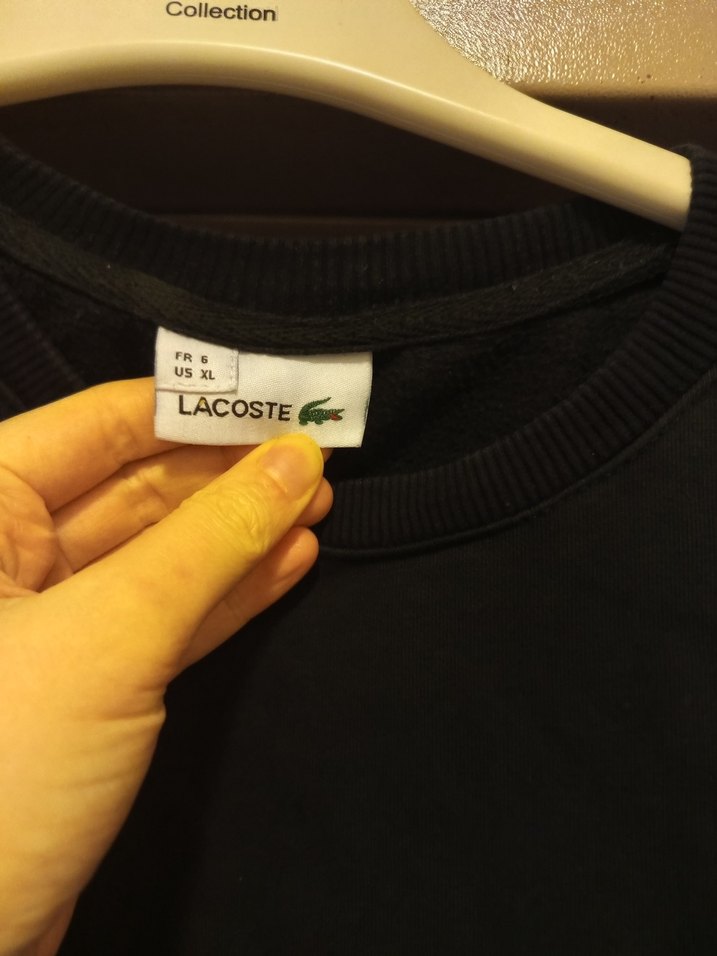 Collection
FR 6
US XL
LACOSTE